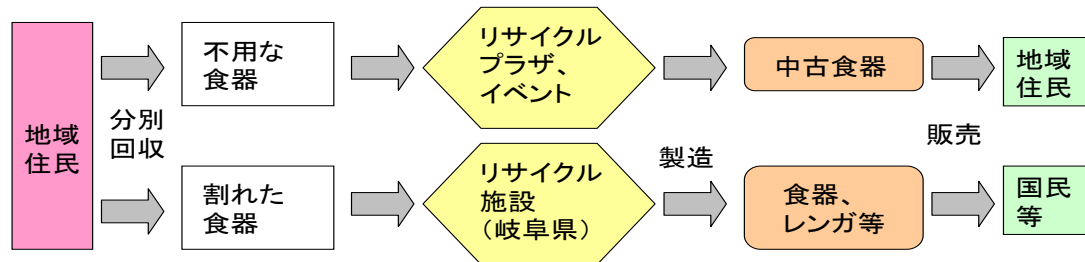 地域
住民
分別
回収
不用な
食器
リサイクル
プラザ、
イベント
中古食器
地域
住民
割れた
食器
リサイクル
施設
（岐阜県）
製造
食器、
レンガ等
販売
国民
等